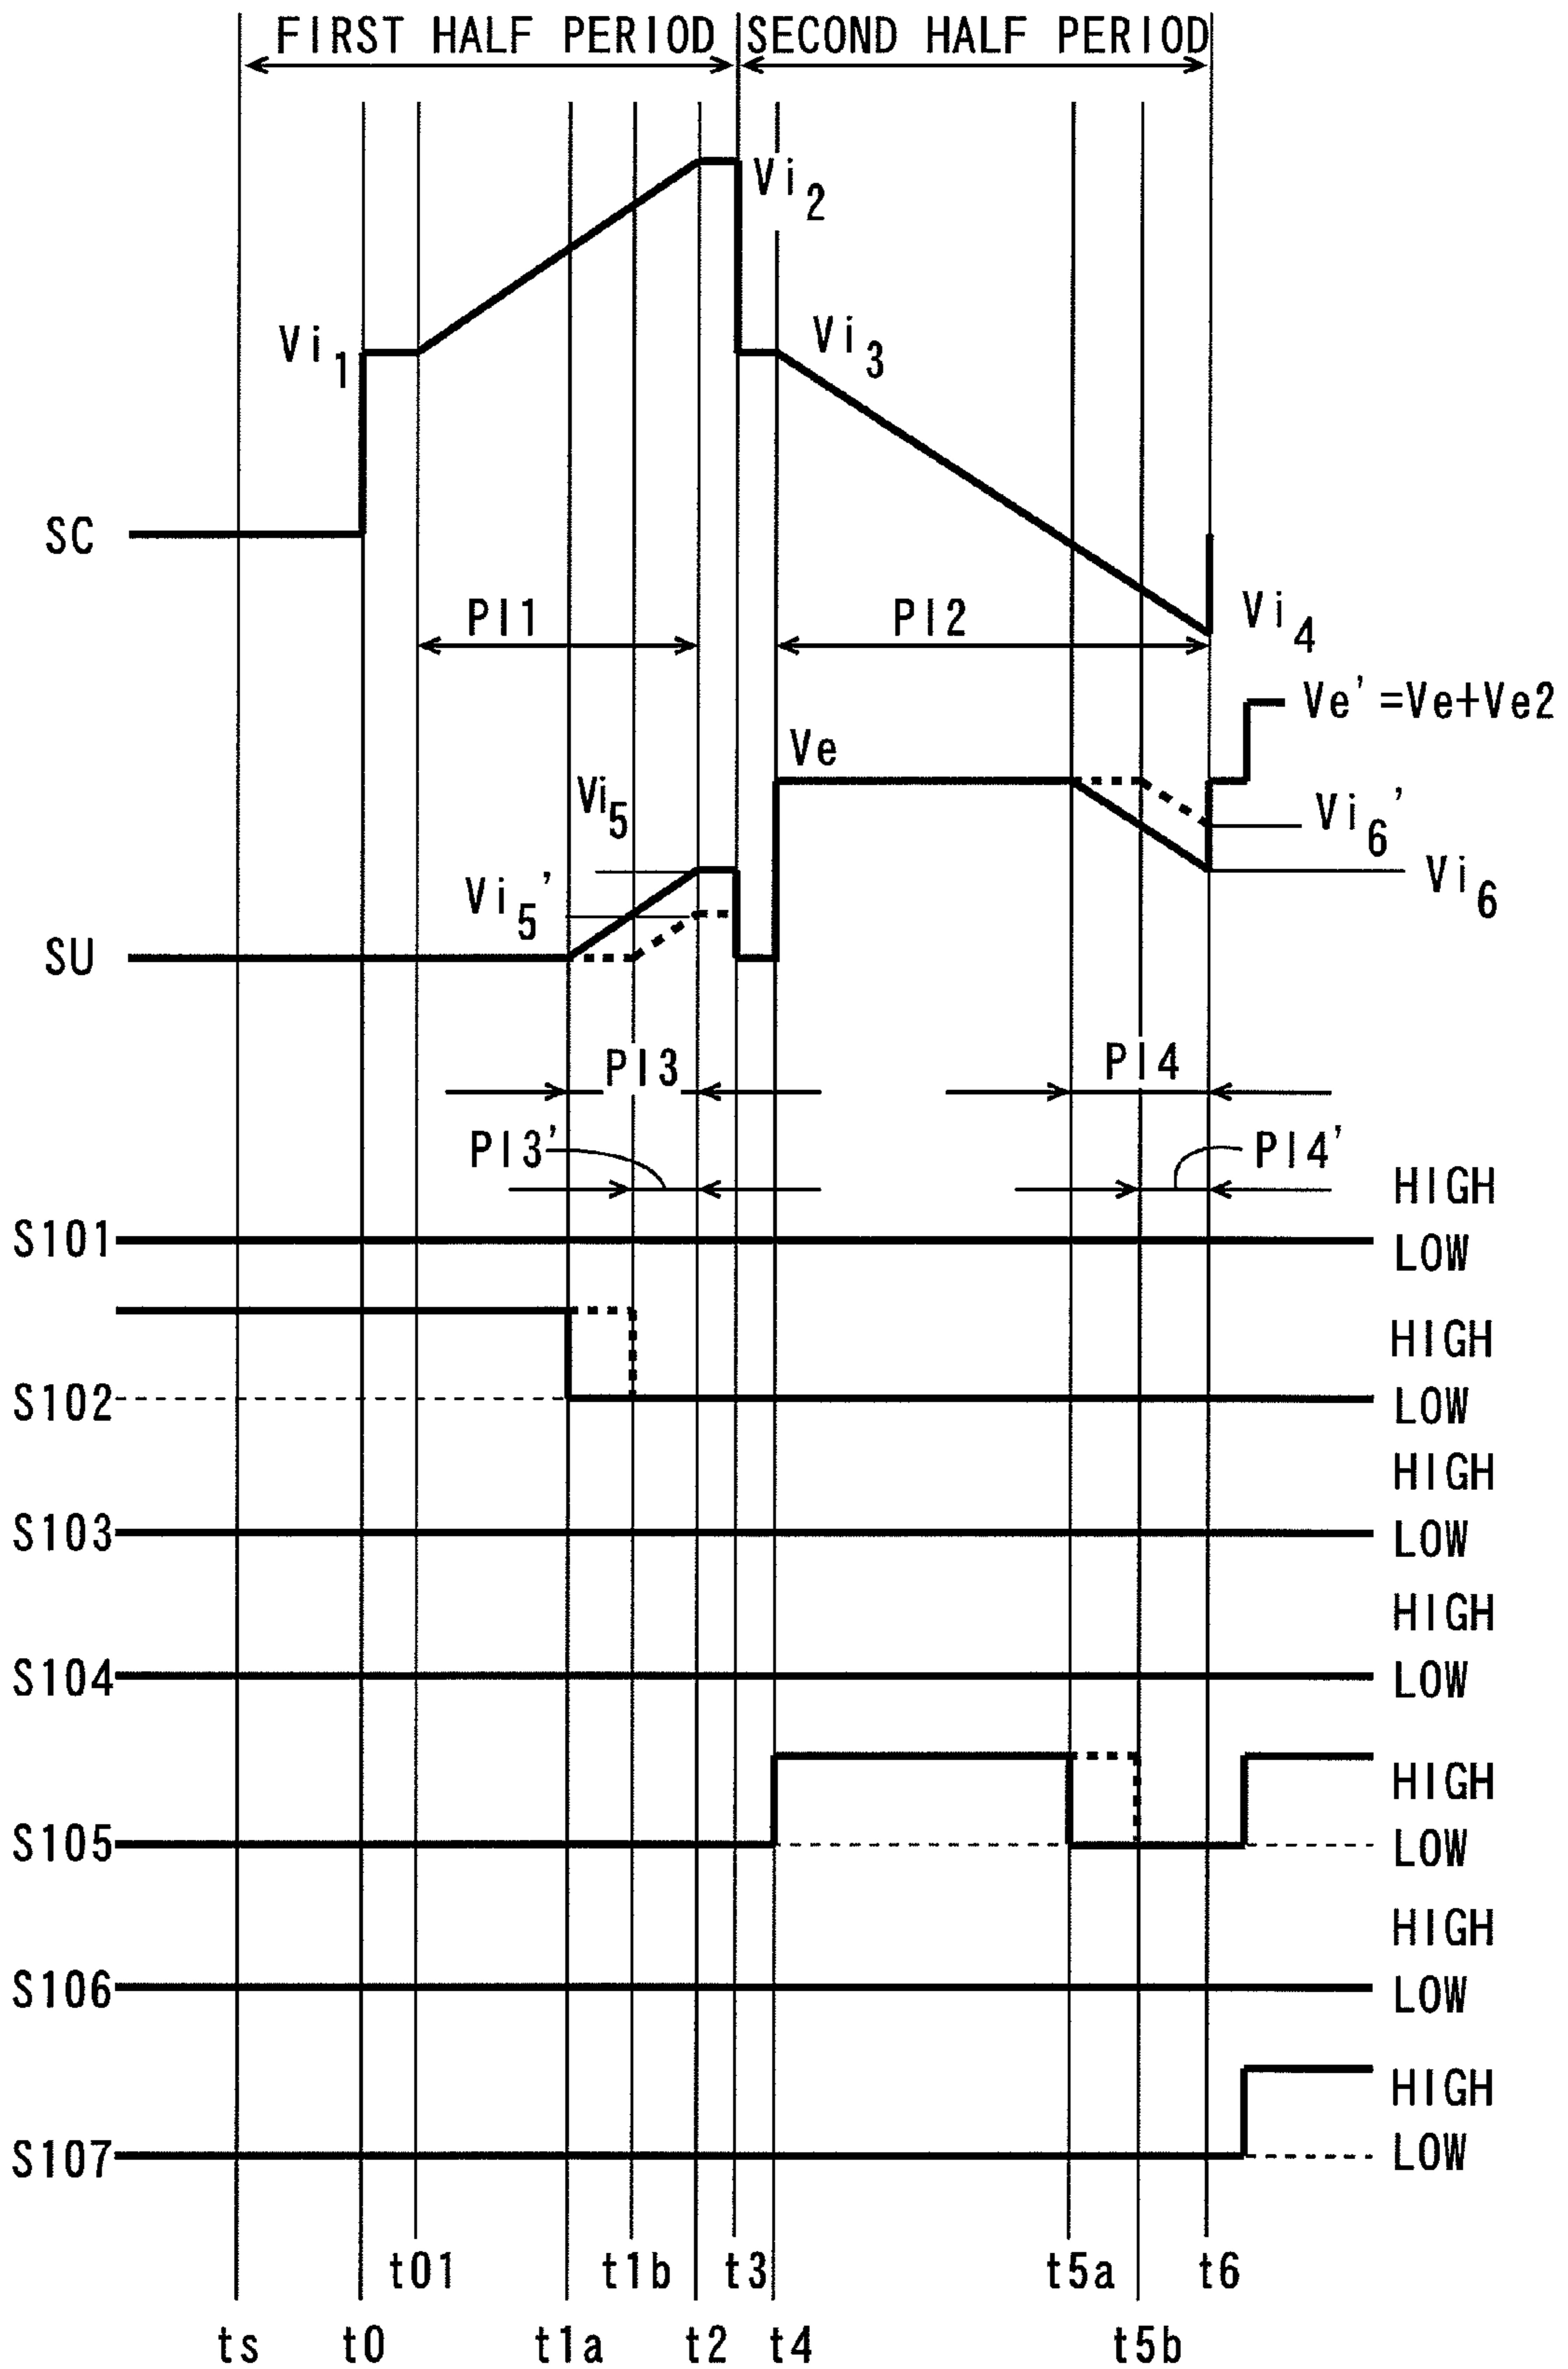 FIRST HALF PERIOD SECOND HALF PERIOD
Vi2
Vi1 Vi3
SC
PI1 PI2 Vi4
Ve'=Ve+Ve2
Ve
Vi5 Vi6'
Vi5' Vi6
SU
PI3 PI4
PI3' PI4'
HIGH
S101 LOW
HIGH
S102 LOW
HIGH
S103 LOW
HIGH
S104 LOW
HIGH
S105 LOW
HIGH
S106 LOW
HIGH
S107 LOW
t01 t1b t3 t5a t6
ts t0 t1a t2 t4 t5b